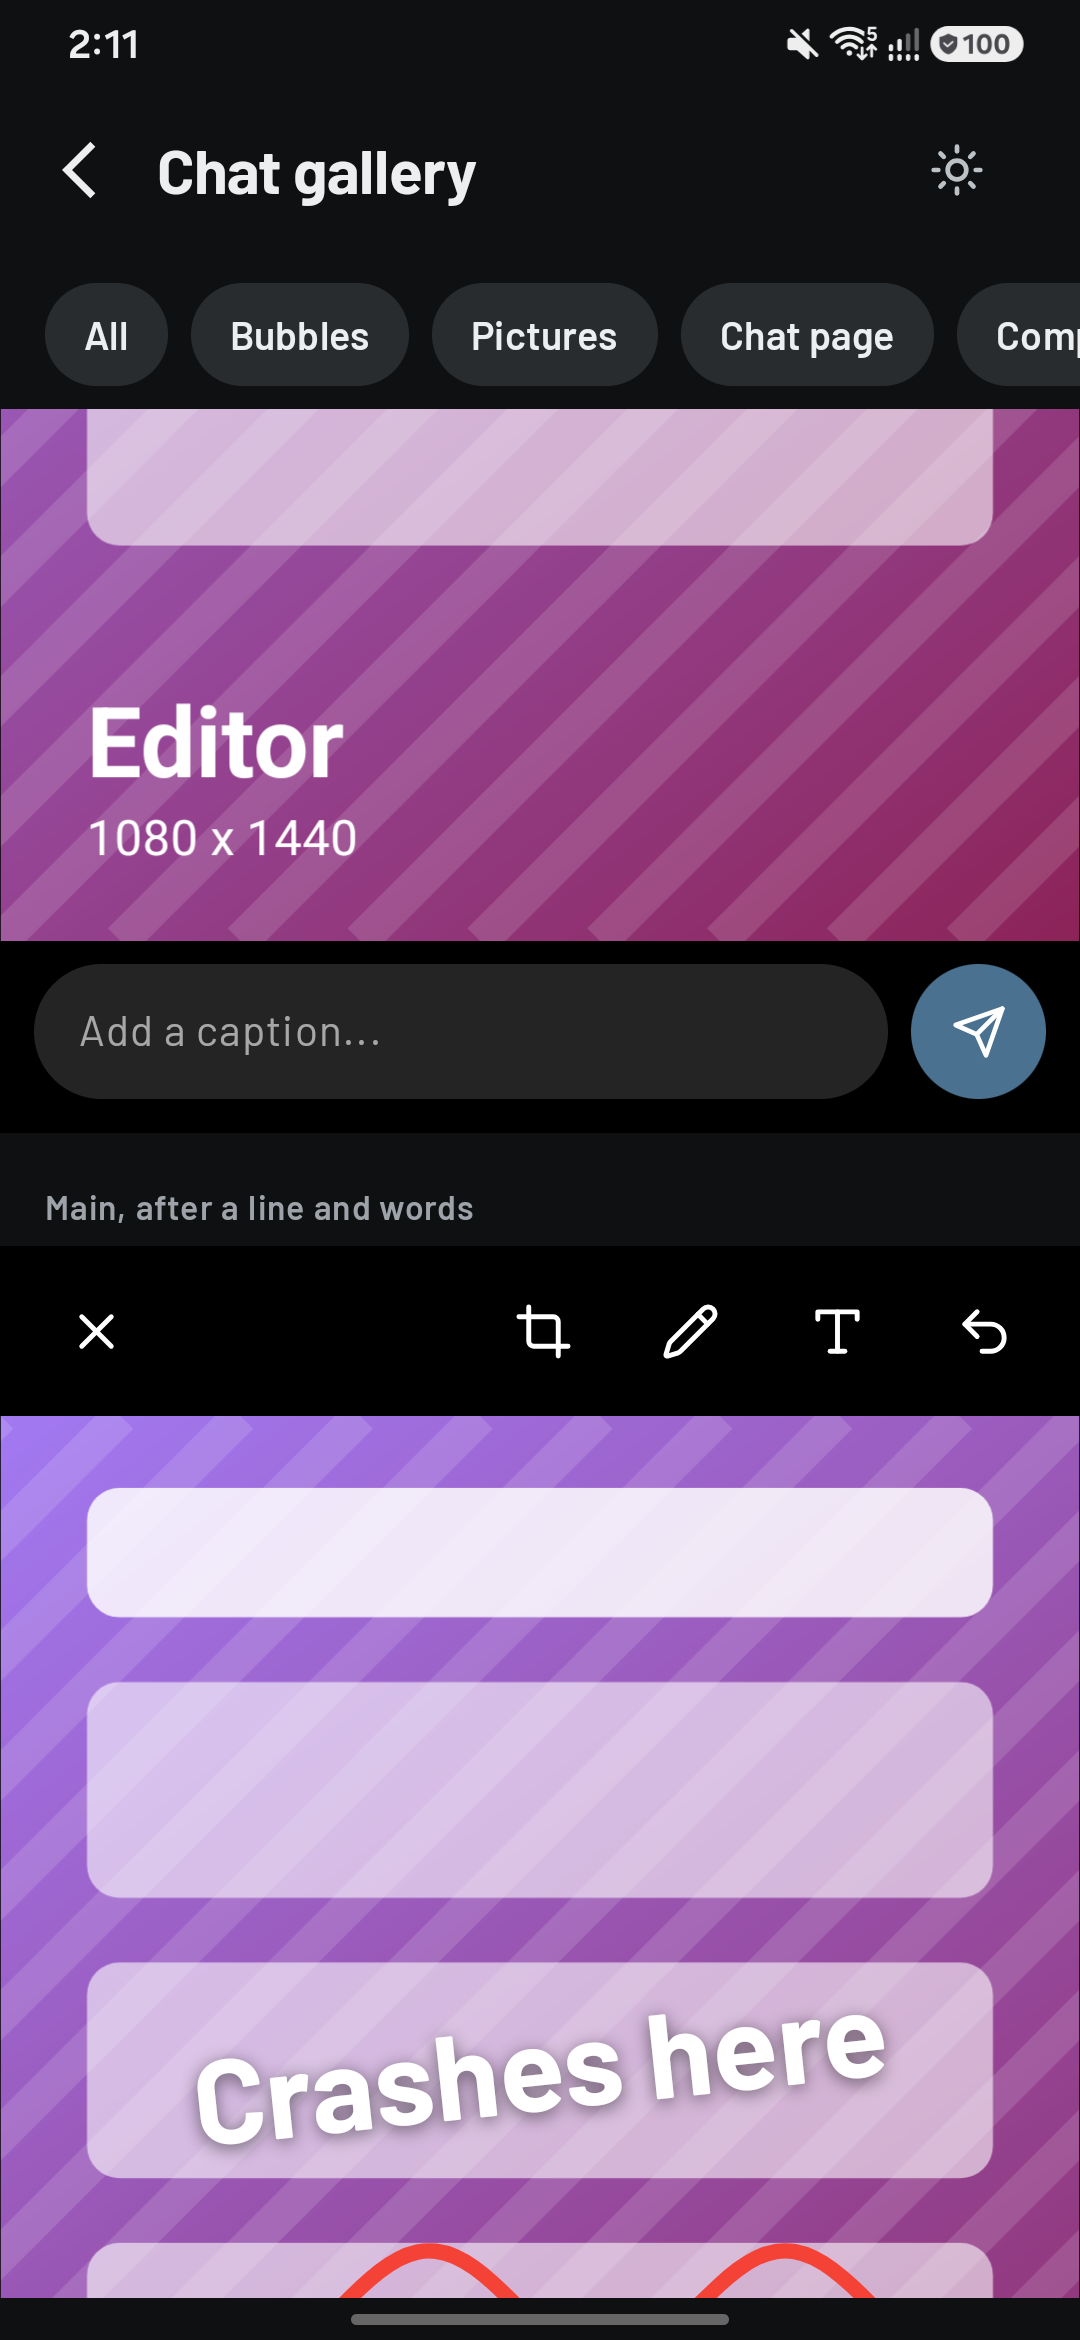 2:11
5
100
Chat gallery
All
Bubbles
Pictures
Chat page
Editor
1080 x 1440
Add a caption...
Main, after a line and words
T
Crashes here